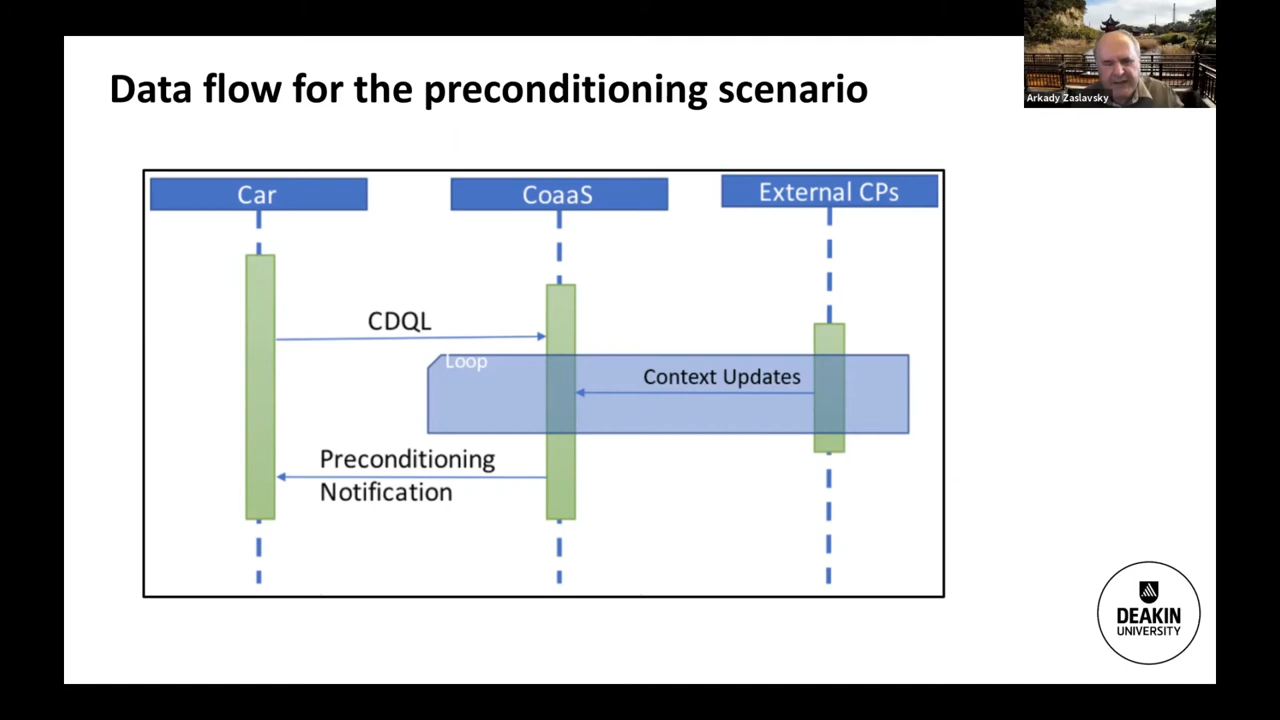 Data flow for the preconditioning scenario
Arkady Zaslavsky
Car
CoaaS
External CPs
CDQL
Loop
Context Updates
Preconditioning
Notification
DEAKIN
UNIVERSITY